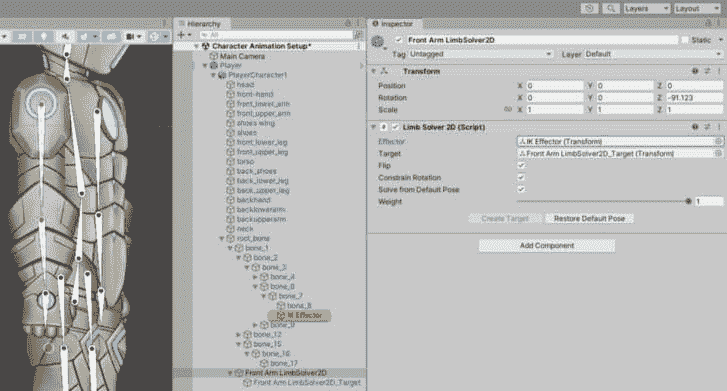 Layers
Layout
Hierarchy
All
Character Animation Setup*
Main Camera
Player
PlayerCharacter1
head
front-hand
front_lower_arm
front_upper_arm
shoes wing
shoes
front_lower_leg
front_upper_leg
torso
back_shoes
back_lower_leg
back_upper_leg
backhand
backlowerarm
backupperarm
neck
root_bone
bone_1
bone_2
bone_3
bone_4
bone_6
bone_7
bone_8
IK Effector
bone_9
bone_12
bone_15
bone_16
bone_17
Front Arm LimbSolver2D
Front Arm LimbSolver2D_Target
Inspector
Front Arm LimbSolver2D
Static
Tag Untagged Layer Default
Transform
Position X 0 Y 0 Z 0
Rotation X 0 Y 0 Z -91.123
Scale X 1 Y 1 Z 1
Limb Solver 2D (Script)
Effector IK Effector (Transform)
Target Front Arm LimbSolver2D_Target (Transform)
Flip
Constrain Rotation
Solve from Default Pose
Weight 1
Create Target Restore Default Pose
Add Component